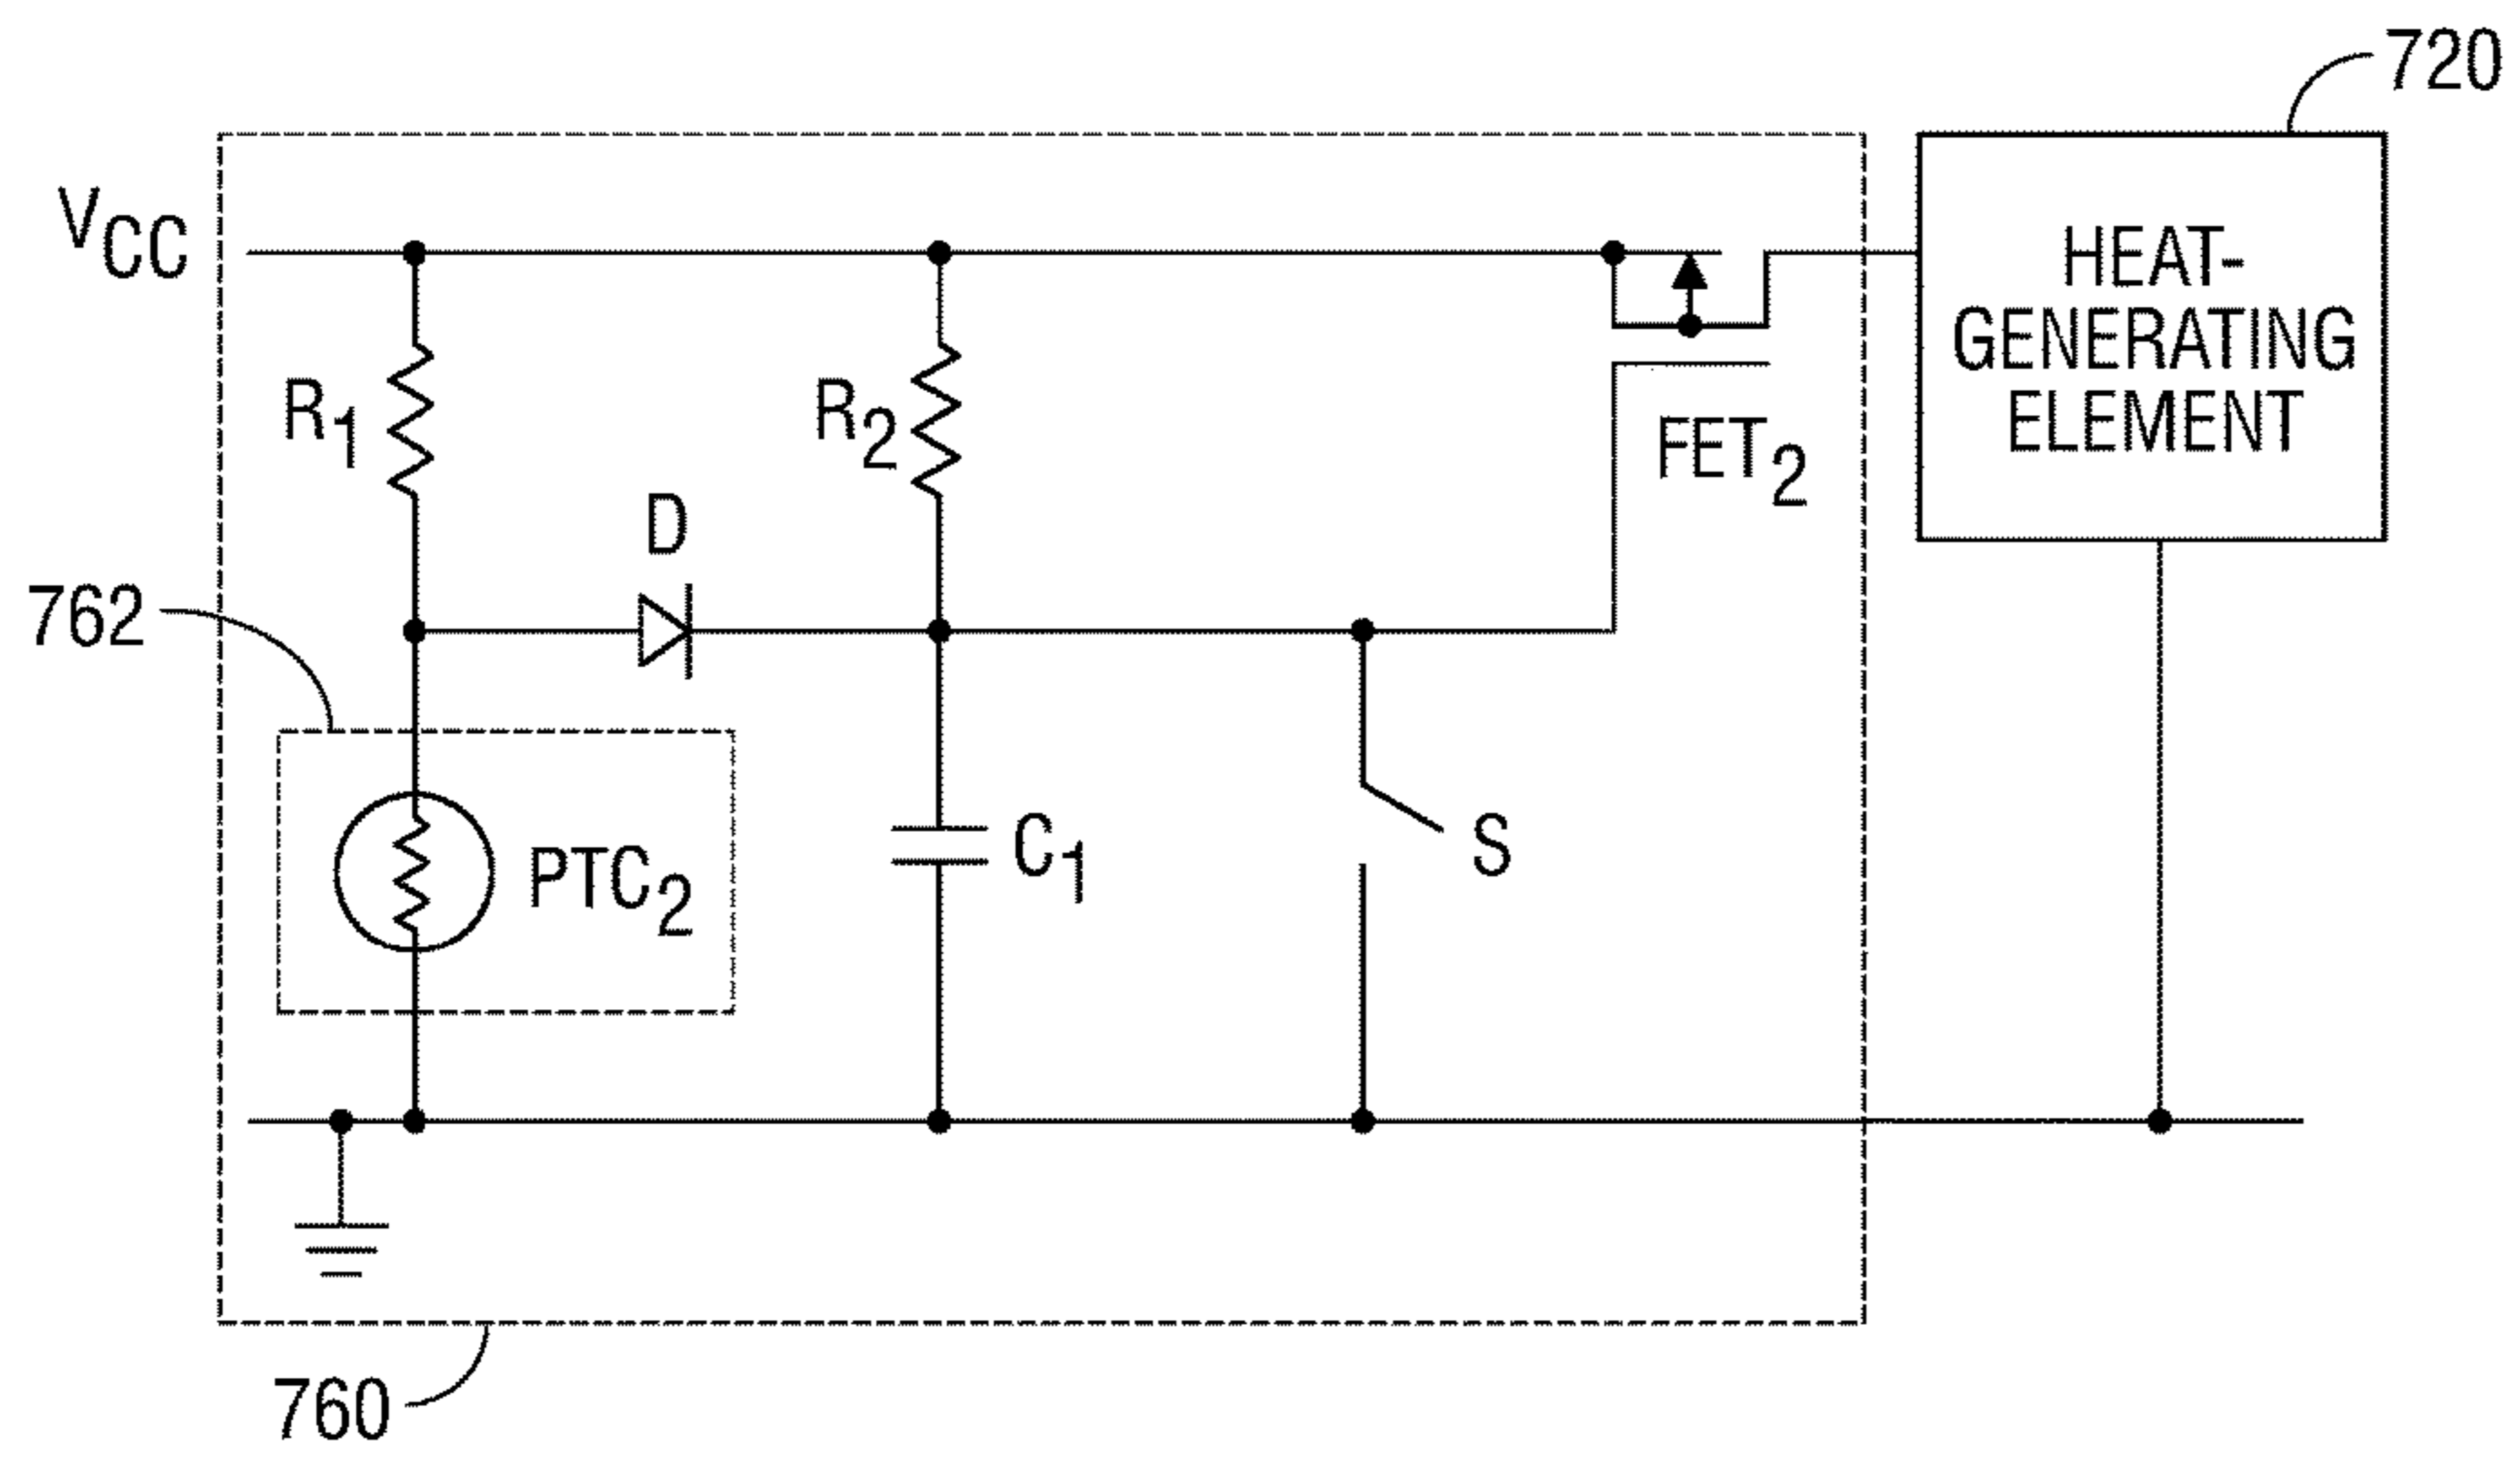 720
VCC
HEAT-
GENERATING
ELEMENT
R1
R2
FET2
D
762
PTC2
C1
S
760